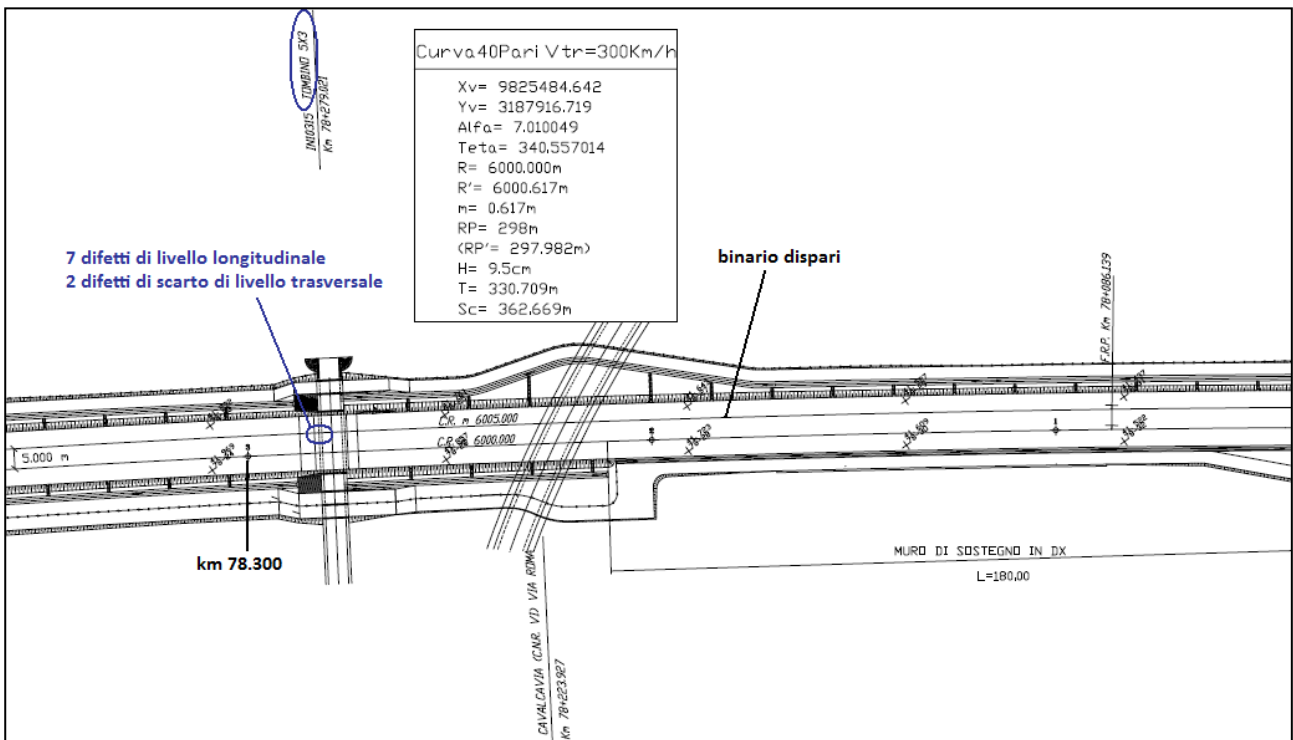 IN10315 TOMBINO 5X3
Km 78+279.021
Curva40Pari Vtr=300Km/h
Xv= 9825484.642
Yv= 3187916.719
Alfa= 7.010049
Teta= 340.557014
R= 6000.000m
R'= 6000.617m
m= 0.617m
RP= 298m
(RP'= 297.982m)
H= 9.5cm
T= 330.709m
Sc= 362.669m
7 difetti di livello longitudinale
2 difetti di scarto di livello trasversale
binario dispari
F.R.P. Km 78+086.139
C.R. m 6005.000
6000.000
5.000 m
km 78.300
MURO DI SOSTEGNO IN DX
L=180,00
CAVALCAVIA (C.N.R. VI) VIA ROMA
Km 78+223.927